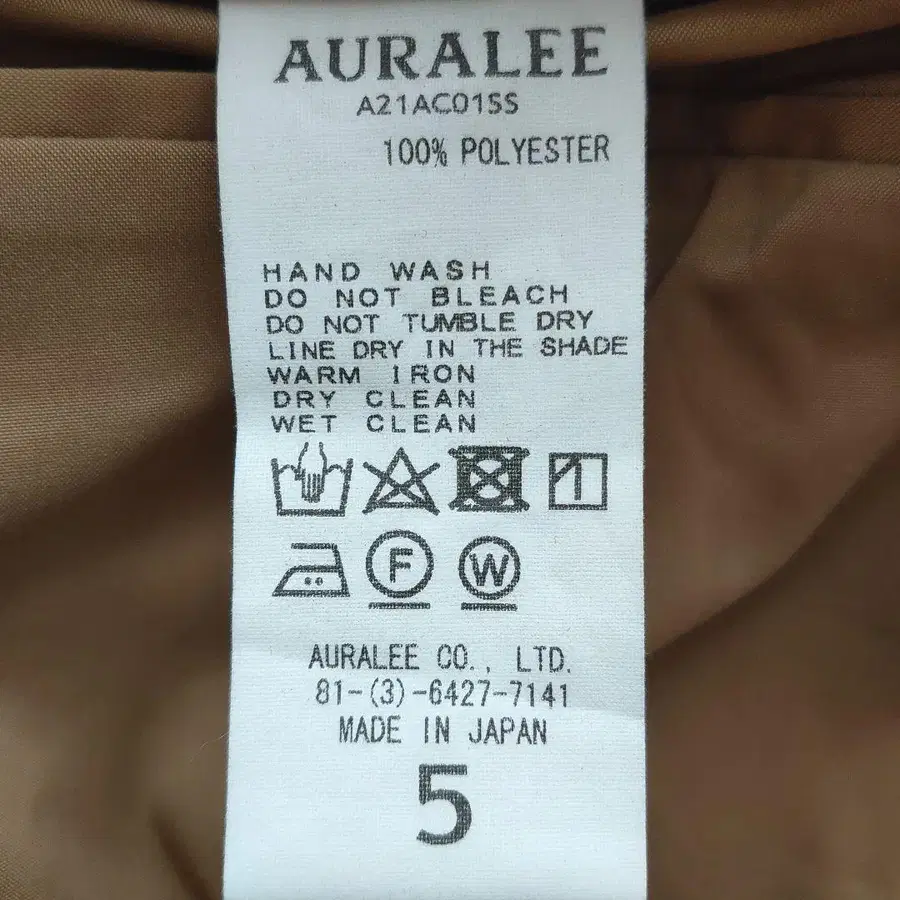 AURALEE
A21AC01SS
100% POLYESTER
HAND WASH
DO NOT BLEACH
DO NOT TUMBLE DRY
LINE DRY IN THE SHADE
WARM IRON
DRY CLEAN
WET CLEAN
F W
AURALEE CO., LTD.
81-(3)-6427-7141
MADE IN JAPAN
5